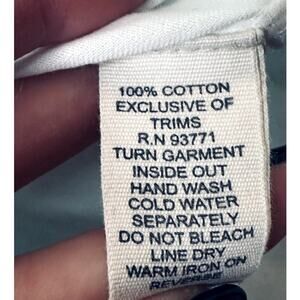 100% COTTON
EXCLUSIVE OF
TRIMS
R.N 93771
TURN GARMENT
INSIDE OUT
HAND WASH
COLD WATER
SEPARATELY
DO NOT BLEACH
LINE DRY
WARM IRON ON
REVERSE